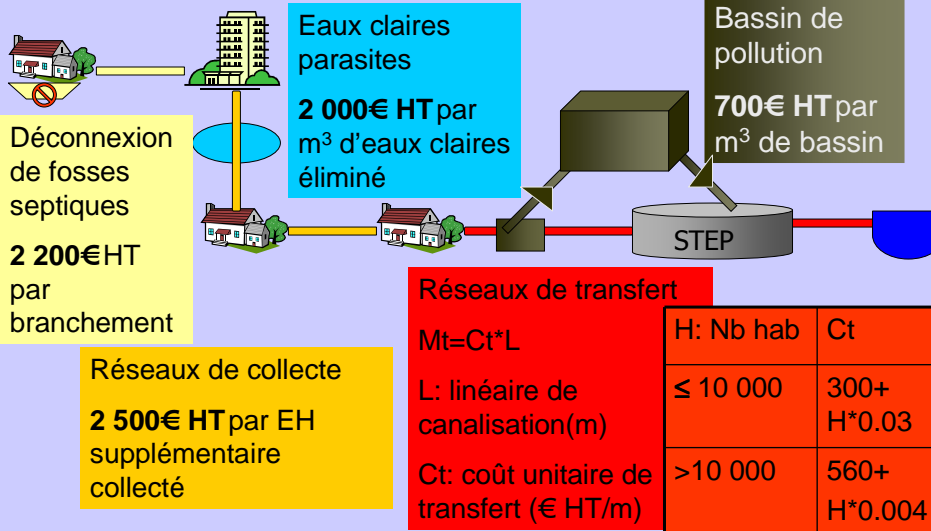 Eaux claires
parasites
2 000€ HT par
m³ d'eaux claires
éliminé
Bassin de
pollution
700€ HT par
m³ de bassin
Déconnexion
de fosses
septiques
2 200€ HT
par
branchement
STEP
Réseaux de collecte
2 500€ HT par EH
supplémentaire
collecté
Réseaux de transfert
Mt=Ct*L
L: linéaire de
canalisation(m)
Ct: coût unitaire de
transfert (€ HT/m)
H: Nb hab Ct
≤ 10 000 300+
H*0.03
>10 000 560+
H*0.004